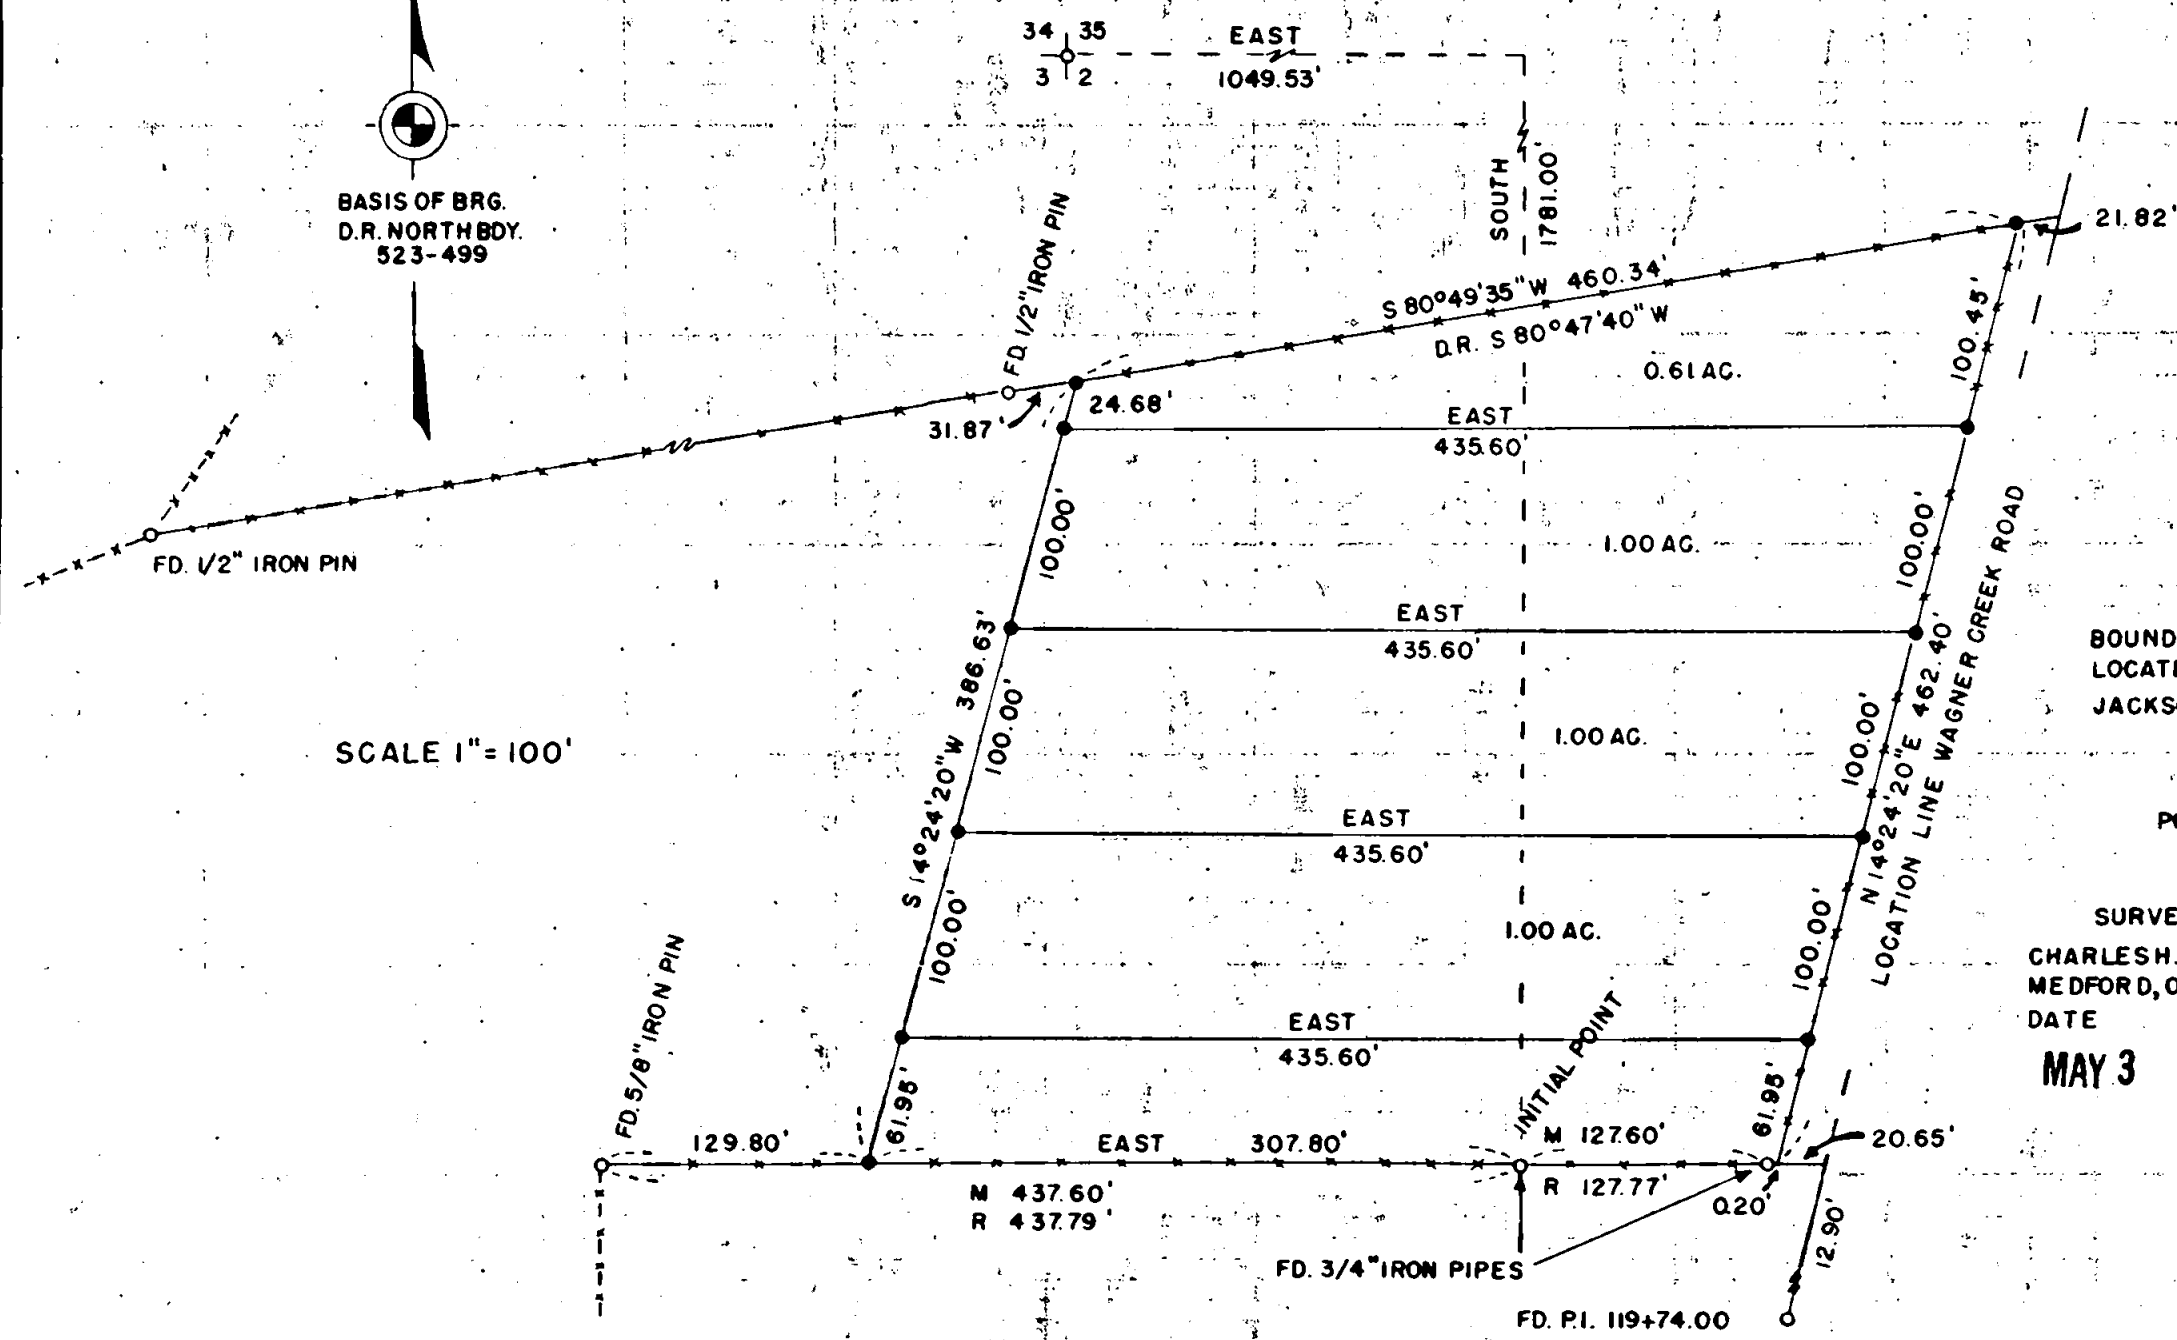 34 35
3 2
EAST
1049.53'
SOUTH
1781.00'
BASIS OF BRG.
D.R. NORTH BDY.
523-499
21.82'
FD. 1/2" IRON PIN
S 80°49'35" W 460.34'
D.R. S 80°47'40" W
0.61 AC.
100.45'
24.68'
31.87'
EAST
435.60'
FD. 1/2" IRON PIN
100.00'
1.00 AC.
100.00'
EAST
435.60'
S 14°24'20" W 386.63'
100.00'
1.00 AC.
100.00'
N 14°24'20" E 462.40'
LOCATION LINE WAGNER CREEK ROAD
SCALE 1" = 100'
BOUND
LOCATI
JACKS
EAST
435.60'
100.00'
1.00 AC.
100.00'
SURVE
CHARLES H.
MEDFORD, O
DATE
MAY 3
EAST
435.60'
FD. 5/8" IRON PIN
61.95'
INITIAL POINT
61.95'
129.80'
EAST 307.80'
M 127.60'
20.65'
M 437.60'
R 437.79'
R 127.77'
0.20'
12.90'
FD. 3/4" IRON PIPES
FD. P.I. 119+74.00